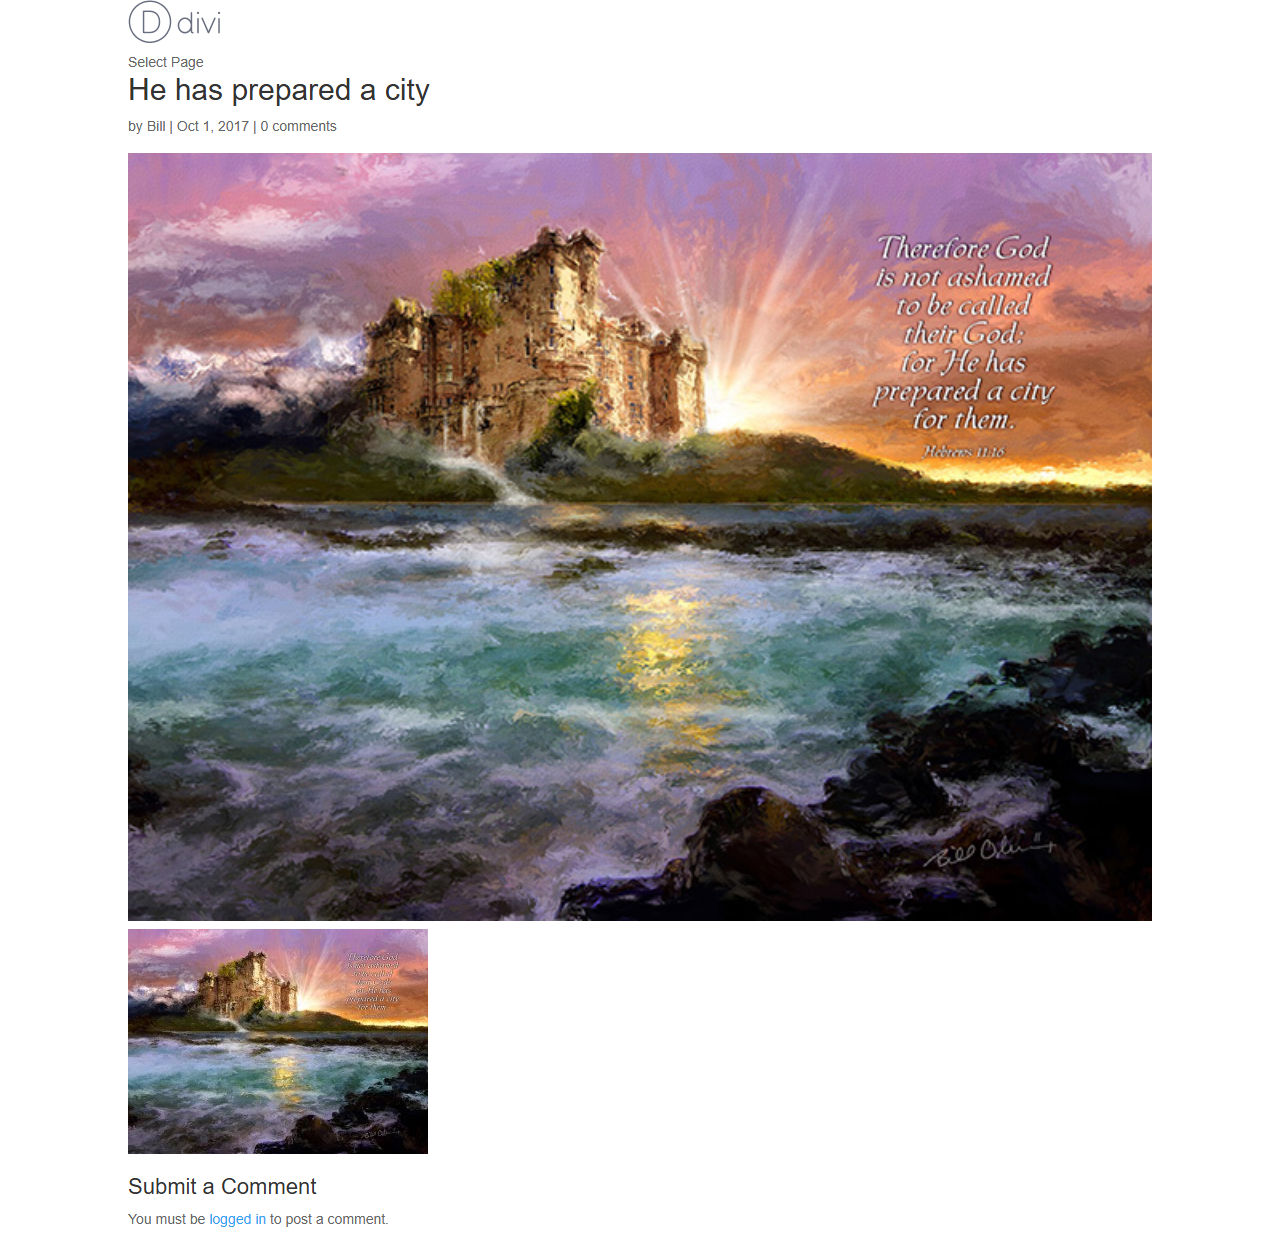 D divi
Select Page
He has prepared a city
by Bill | Oct 1, 2017 | 0 comments
Therefore God
is not ashamed
to be called
their God:
for He has
prepared a city
for them.
Hebrews 11:16
Therefore God
is not ashamed
to be called
their God:
for He has
prepared a city
for them.
Submit a Comment
You must be logged in to post a comment.